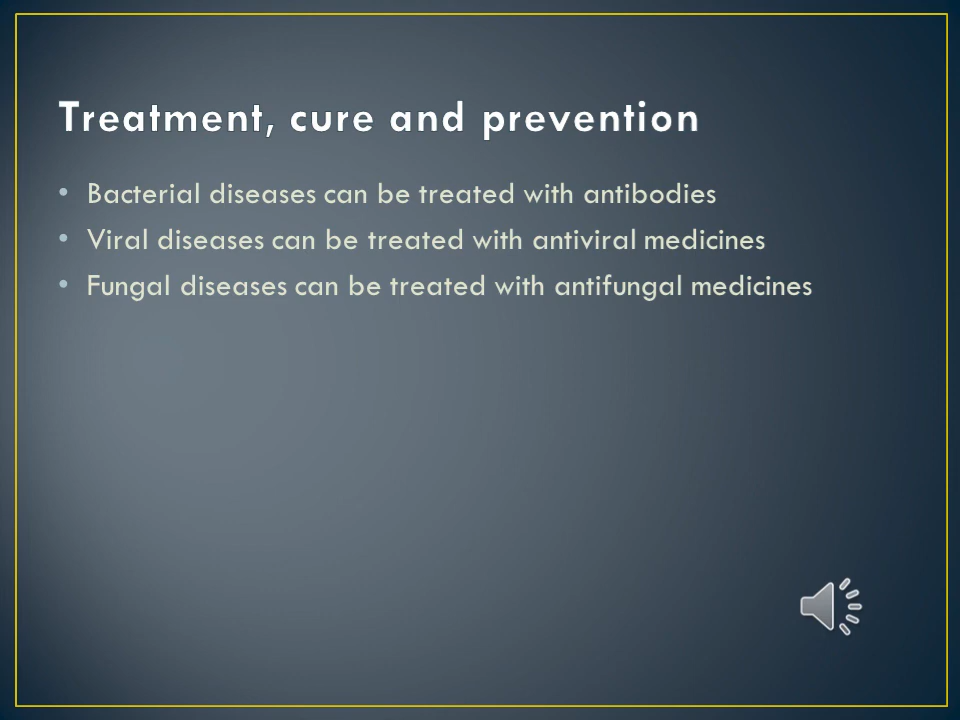 Treatment, cure and prevention
• Bacterial diseases can be treated with antibodies
• Viral diseases can be treated with antiviral medicines
• Fungal diseases can be treated with antifungal medicines